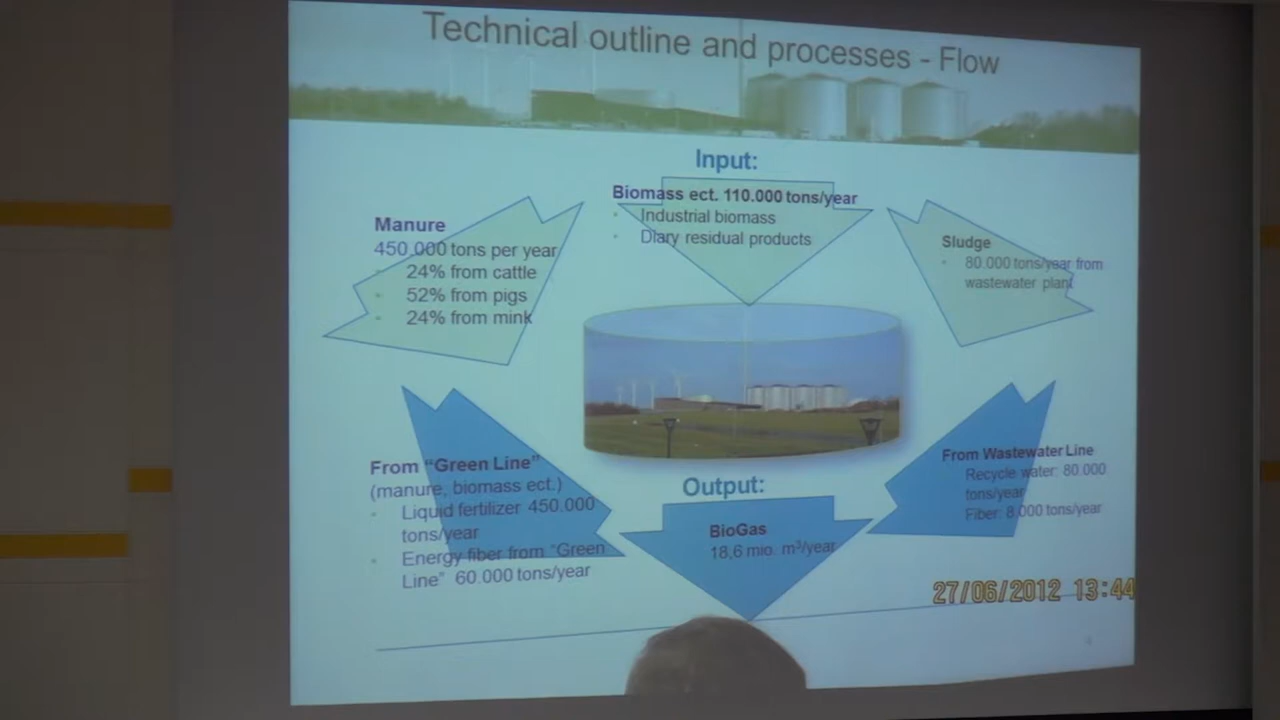 Technical outline and processes - Flow
Input:
Biomass ect. 110.000 tons/year
Industrial biomass
Diary residual products
Manure
450.000 tons per year
24% from cattle
52% from pigs
24% from mink
Sludge
80.000 tons/year from
wastewater plant
From "Green Line"
(manure, biomass ect.)
Liquid fertilizer 450.000
tons/year
Energy fiber from "Green
Line" 60.000 tons/year
Output:
BioGas
18,6 mio. m³/year
From Wastewater Line
Recycle water: 80.000
tons/year
Fiber: 8.000 tons/year
27/06/2012 13:44